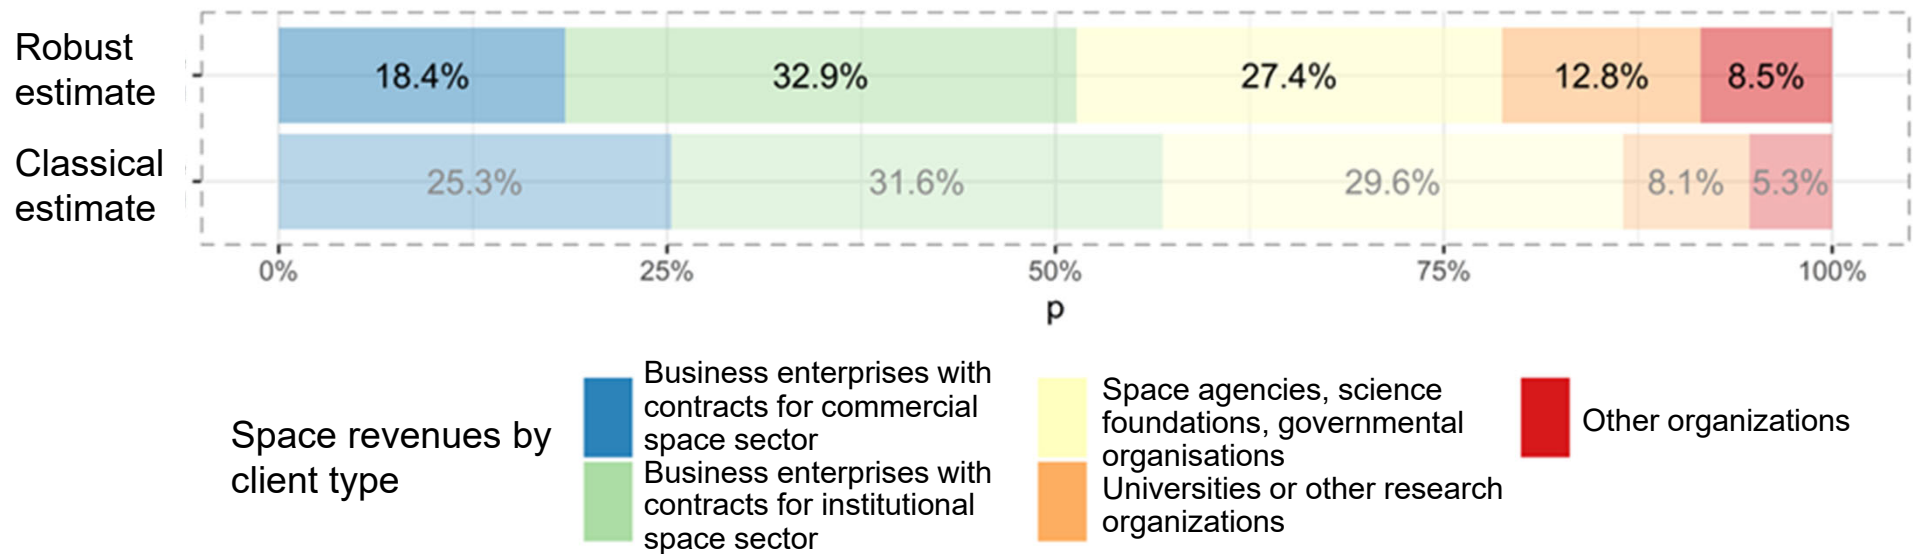 Robust
estimate
18.4% 32.9% 27.4% 12.8% 8.5%
Classical
estimate
25.3% 31.6% 29.6% 8.1% 5.3%
0% 25% 50% 75% 100%
p
Space revenues by
client type
Business enterprises with
contracts for commercial
space sector
Business enterprises with
contracts for institutional
space sector
Space agencies, science
foundations, governmental
organisations
Universities or other research
organizations
Other organizations